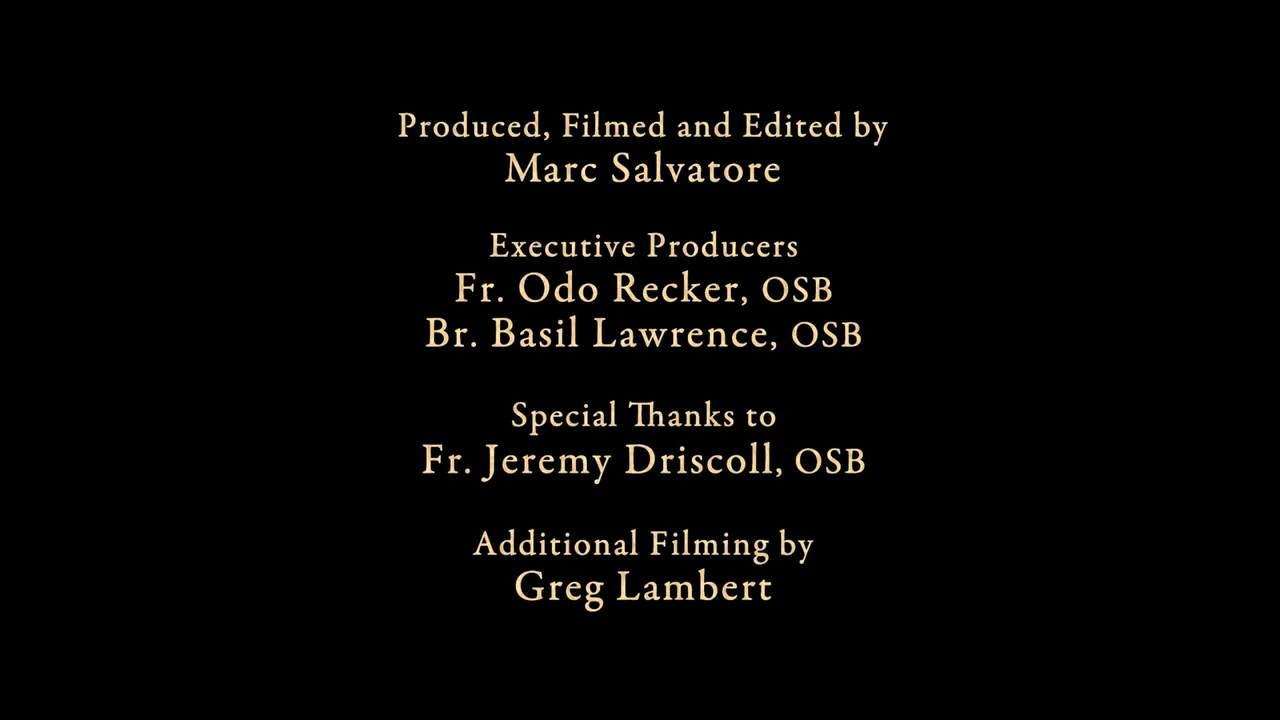 Produced, Filmed and Edited by
Marc Salvatore
Executive Producers
Fr. Odo Recker, OSB
Br. Basil Lawrence, OSB
Special Thanks to
Fr. Jeremy Driscoll, OSB
Additional Filming by
Greg Lambert